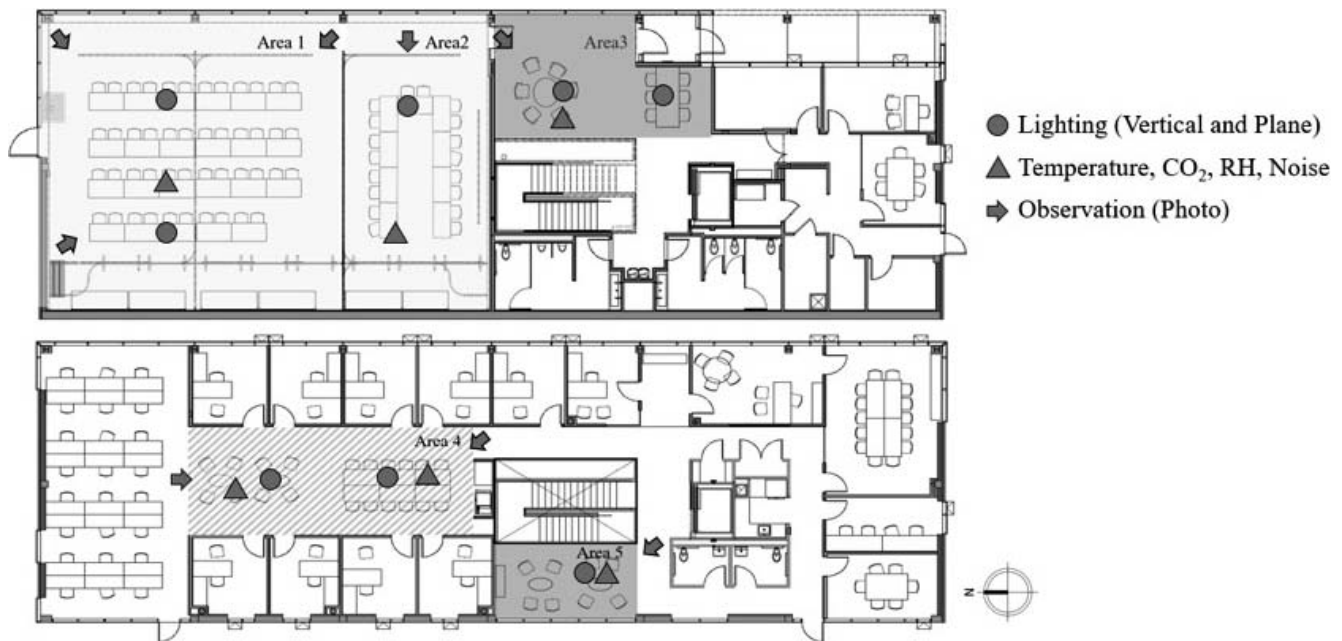 Area 1
Area2
Area3
Lighting (Vertical and Plane)
Temperature, CO₂, RH, Noise
Observation (Photo)
Area 4
Area 5
N